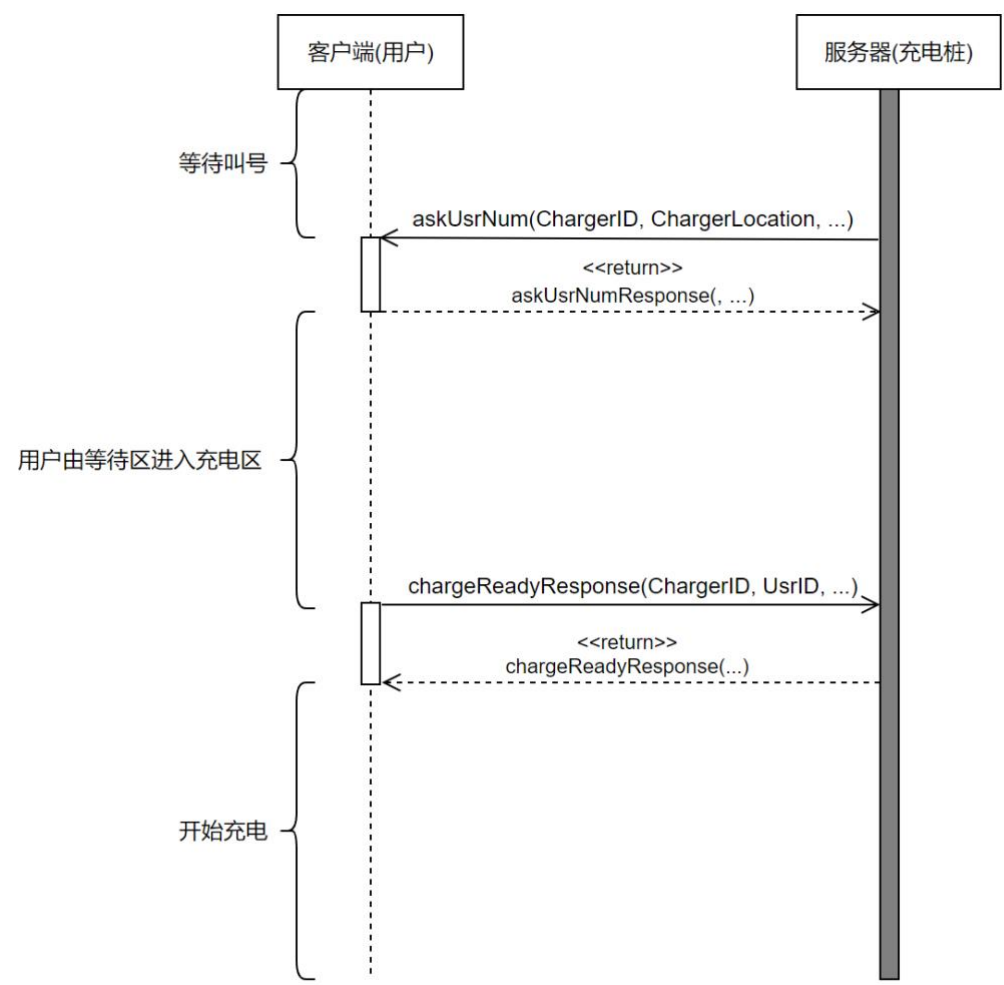 客户端(用户)
服务器(充电桩)
等待叫号
askUsrNum(ChargerID, ChargerLocation, ...)
<<return>>
askUsrNumResponse(, ...)
用户由等待区进入充电区
chargeReadyResponse(ChargerID, UsrID, ...)
<<return>>
chargeReadyResponse(...)
开始充电